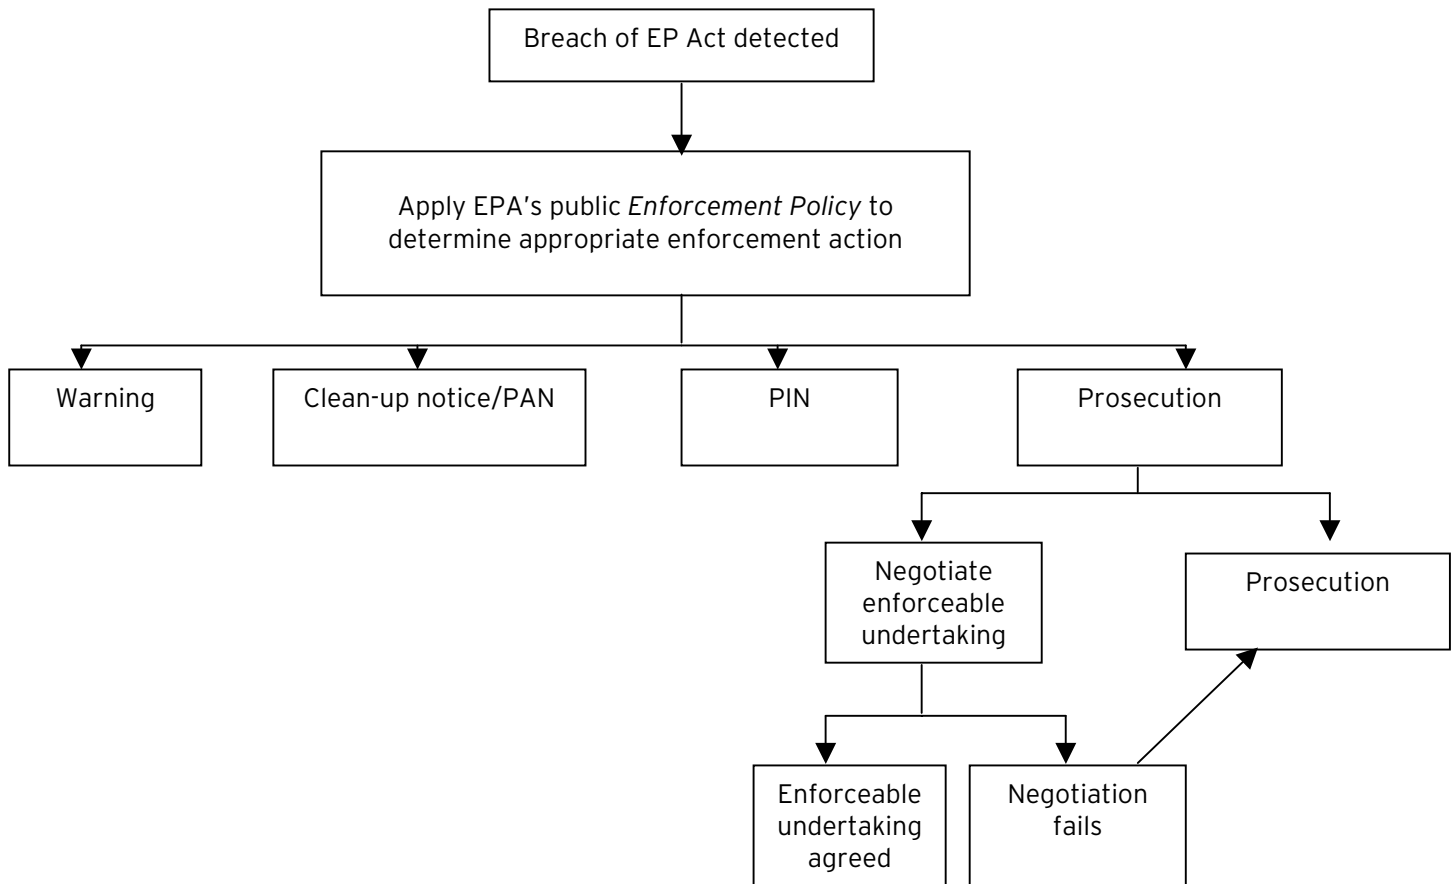 Breach of EP Act detected
Apply EPA's public Enforcement Policy to
determine appropriate enforcement action
Warning
Clean-up notice/PAN
PIN
Prosecution
Negotiate
enforceable
undertaking
Prosecution
Enforceable
undertaking
agreed
Negotiation
fails